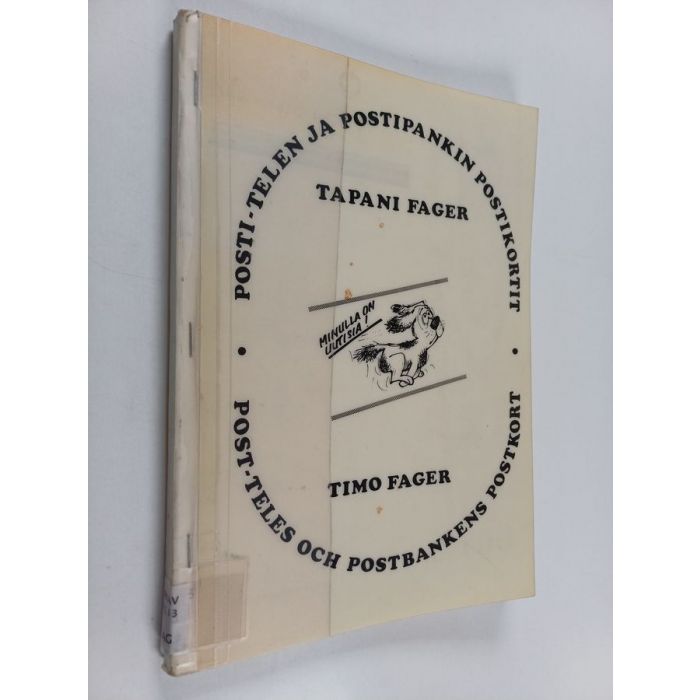 POSTI-TELEN JA POSTIPANKIN POSTIKORTIT •
TAPANI FAGER
MINULLA ON
UUTISIA!
TIMO FAGER
POST-TELES OCH POSTBANKENS POSTKORT •